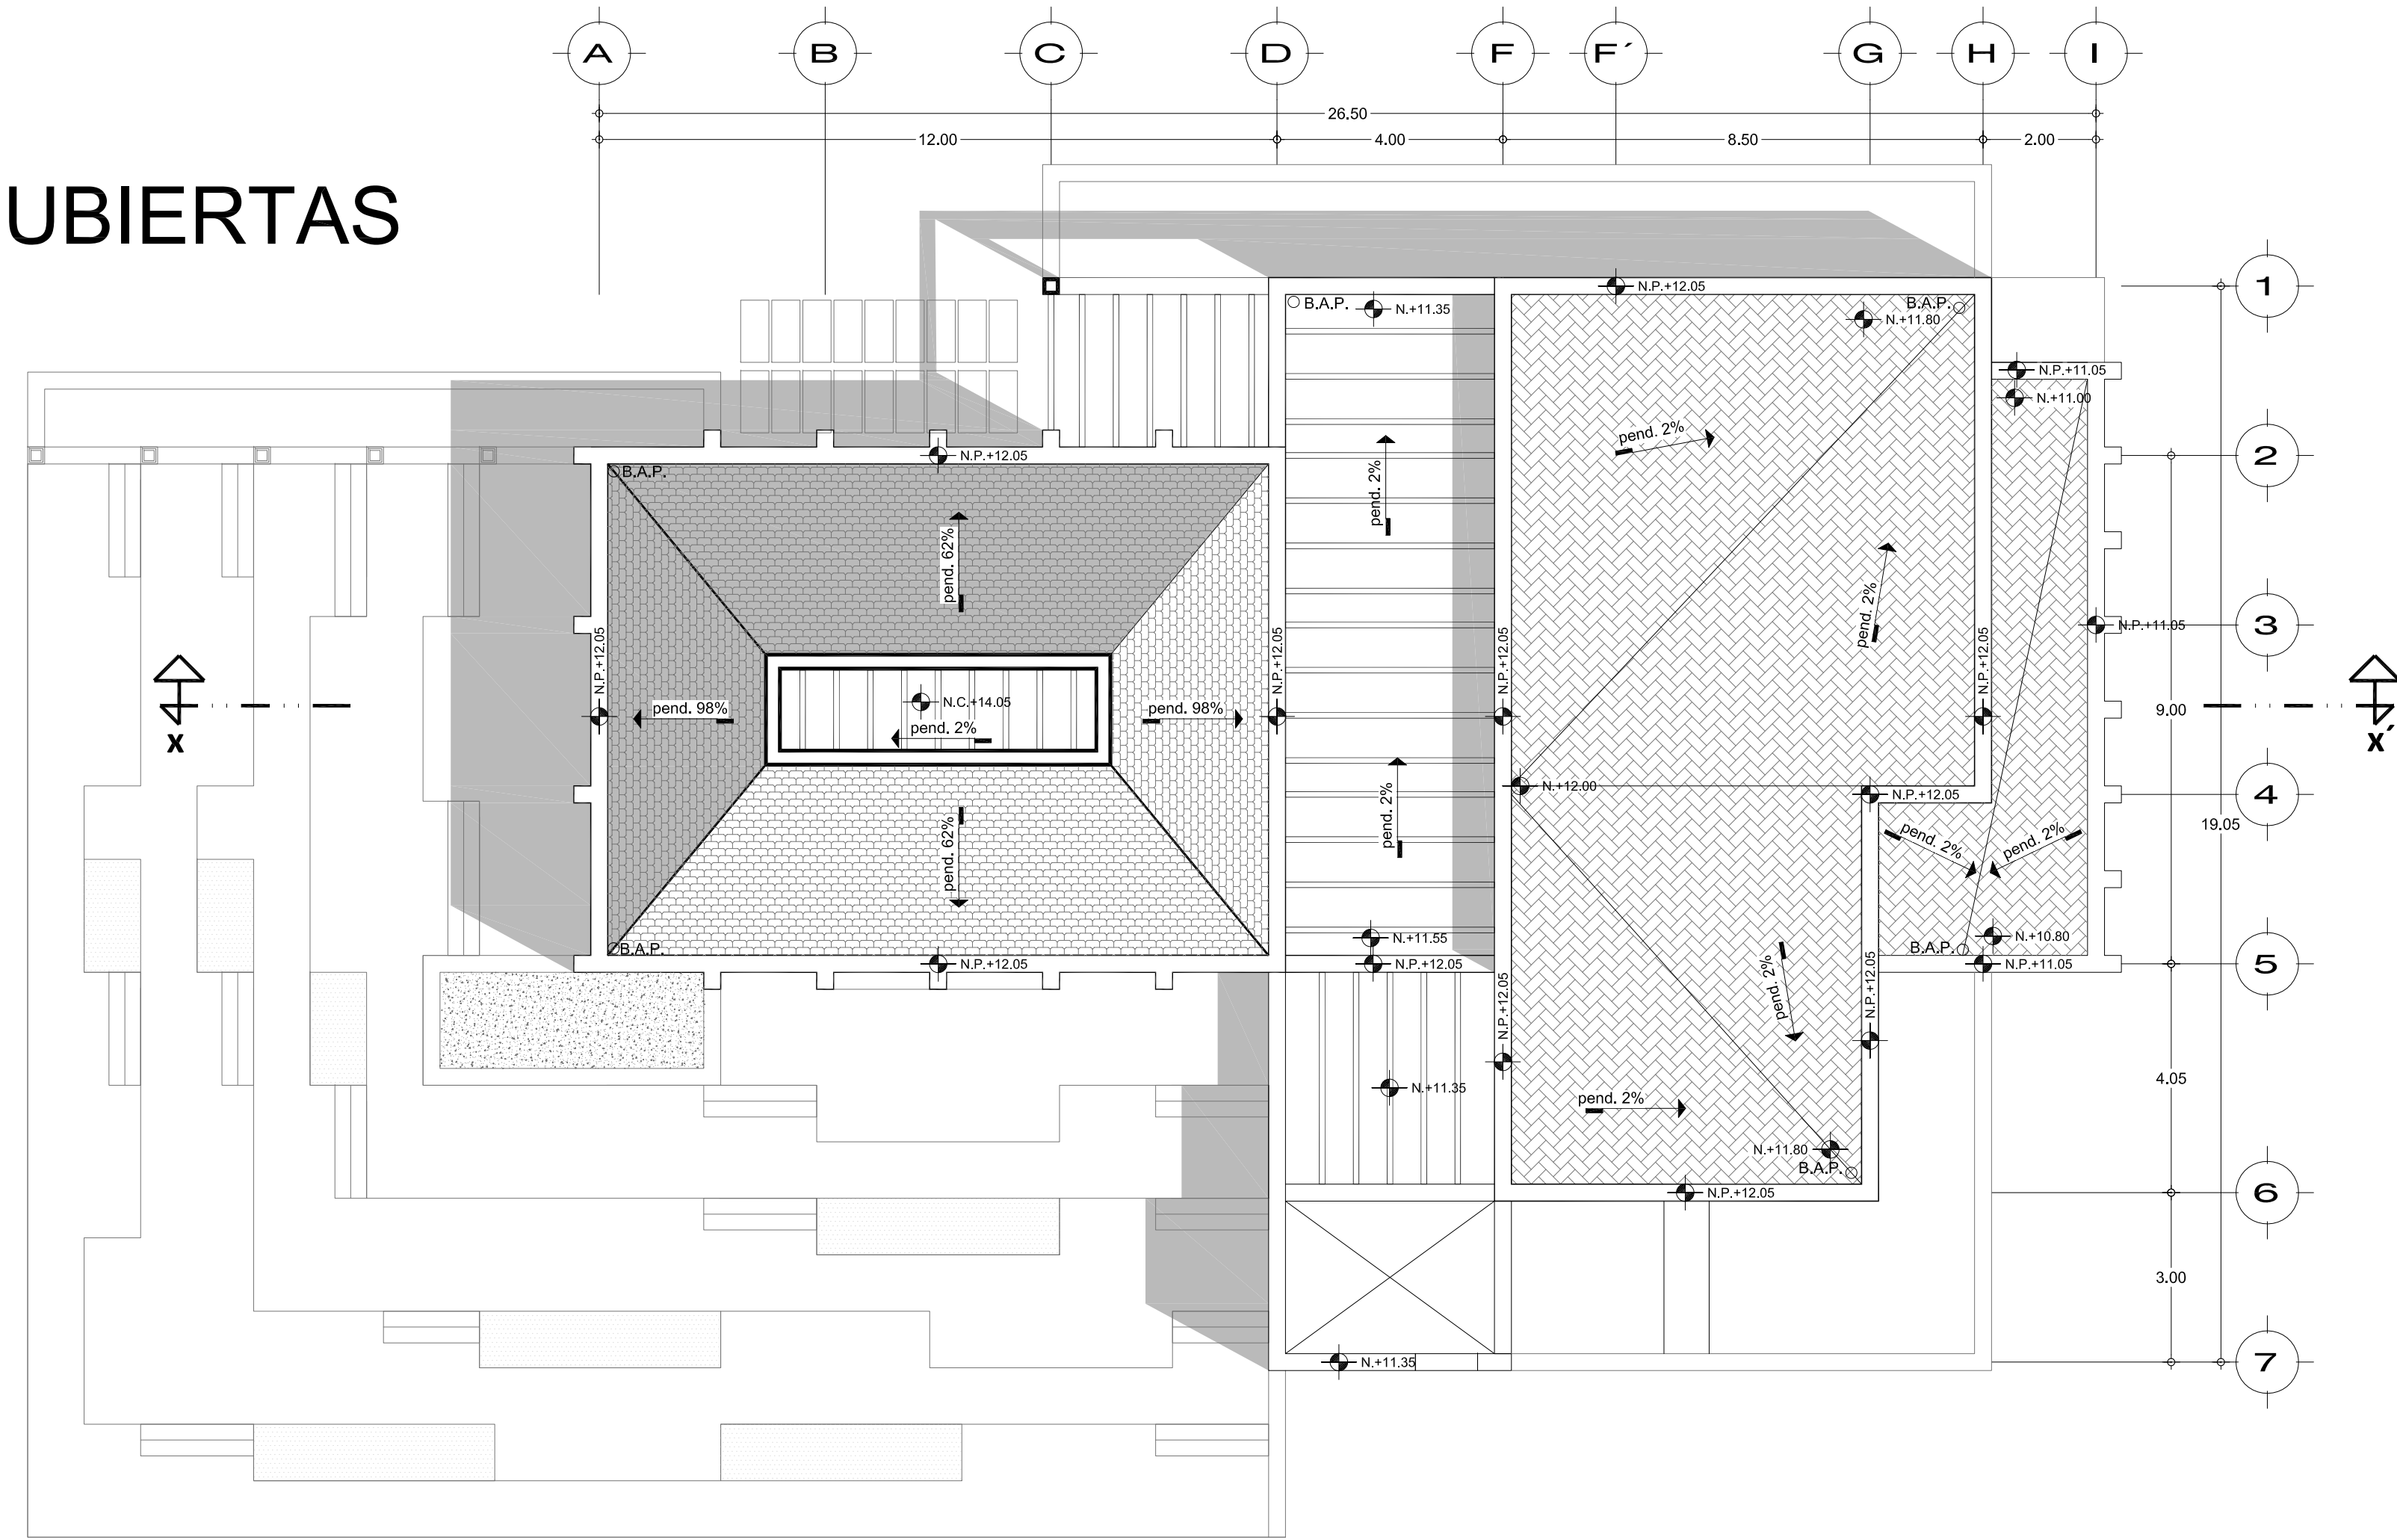 A B C D F F´ G H I
26.50
12.00 4.00 8.50 2.00
UBIERTAS
1
N.P.+12.05
B.A.P. N.+11.35
B.A.P.
N.+11.80
N.P.+11.05
N.+11.00
2
N.P.+12.05
B.A.P.
pend. 2%
pend. 2%
pend. 62%
pend. 2%
3
N.P.+11.05
N.P.+12.05
N.P.+12.05
N.P.+12.05
N.P.+12.05
N.C.+14.05
pend. 98%
pend. 2%
pend. 98%
x
x´
9.00
4
N.+12.00
N.P.+12.05
19.05
pend. 2%
pend. 62%
pend. 2%
pend. 2%
B.A.P.
N.+11.55
B.A.P.
N.+10.80
5
N.P.+12.05
N.P.+12.05
N.P.+11.05
N.P.+12.05
pend. 2%
N.P.+12.05
4.05
N.+11.35
pend. 2%
N.+11.80
B.A.P.
6
N.P.+12.05
3.00
7
N.+11.35